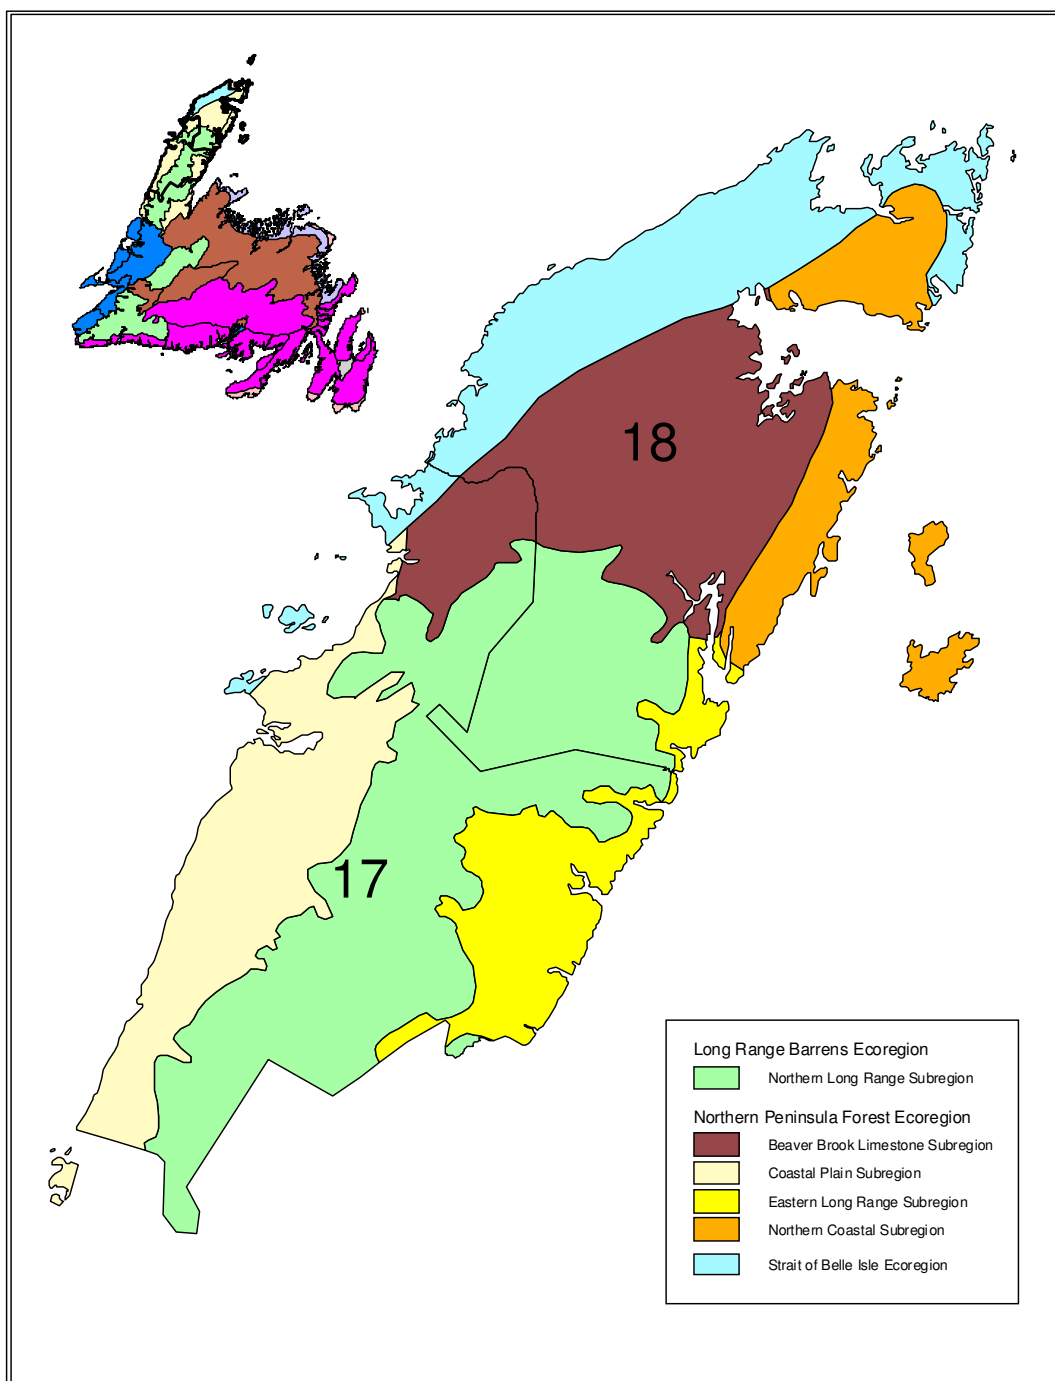 18
17
Long Range Barrens Ecoregion
Northern Long Range Subregion
Northern Peninsula Forest Ecoregion
Beaver Brook Limestone Subregion
Coastal Plain Subregion
Eastern Long Range Subregion
Northern Coastal Subregion
Strait of Belle Isle Ecoregion